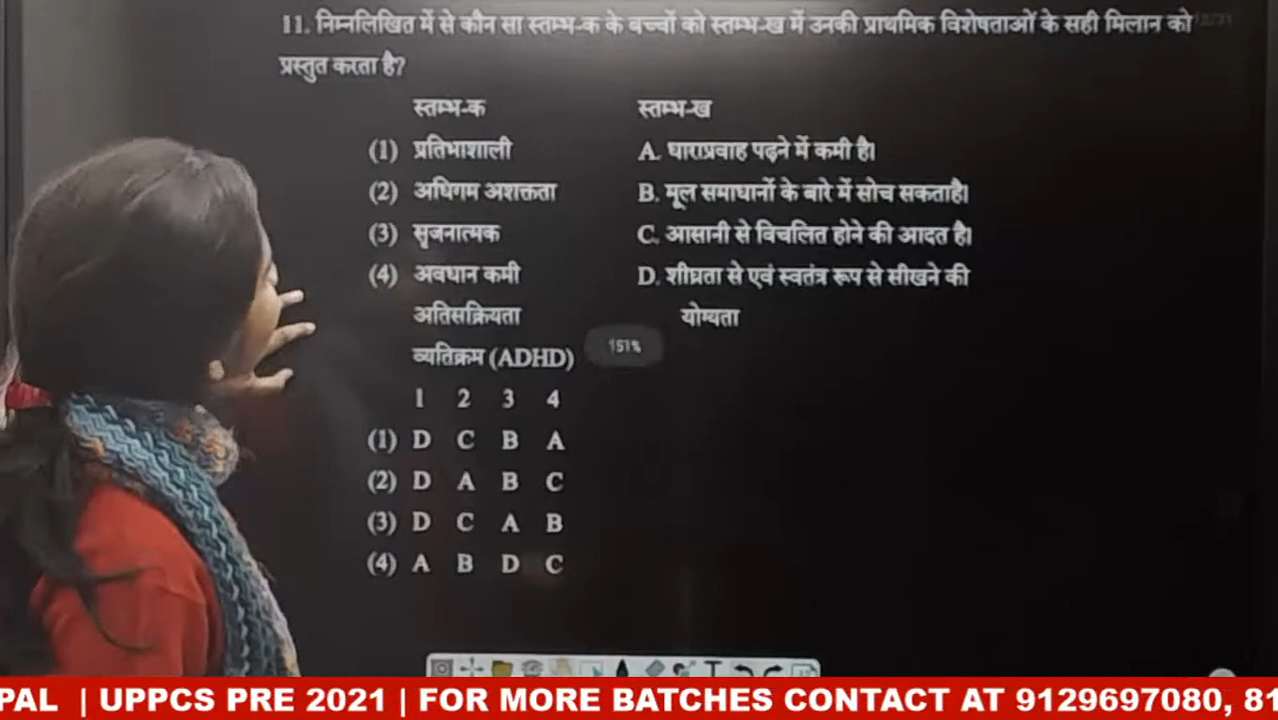 11. निम्नलिखित में से कौन सा स्तम्भ-क के बच्चों को स्तम्भ-ख में उनकी प्राथमिक विशेषताओं के सही मिलान को
प्रस्तुत करता है?
स्तम्भ-क स्तम्भ-ख
(1) प्रतिभाशाली A. धाराप्रवाह पढ़ने में कमी है।
(2) अधिगम अशक्तता B. मूल समाधानों के बारे में सोच सकताहै।
(3) सृजनात्मक C. आसानी से विचलित होने की आदत है।
(4) अवधान कमी D. शीघ्रता से एवं स्वतंत्र रूप से सीखने की
अतिसक्रियता योग्यता
151%
व्यतिक्रम (ADHD)
1 2 3 4
(1) D C B A
(2) D A B C
(3) D C A B
(4) A B D C
PAL | UPPCS PRE 2021 | FOR MORE BATCHES CONTACT AT 9129697080, 81